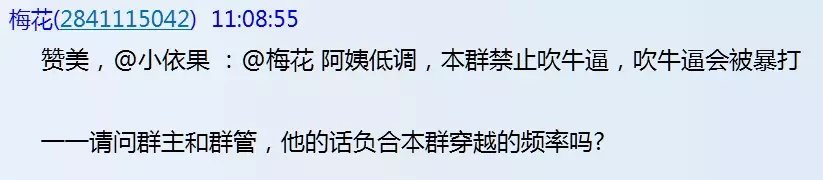 梅花(2841115042) 11:08:55
赞美，@小依果 ：@梅花 阿姨低调，本群禁止吹牛逼，吹牛逼会被暴打
——请问群主和群管，他的话负合本群穿越的频率吗?